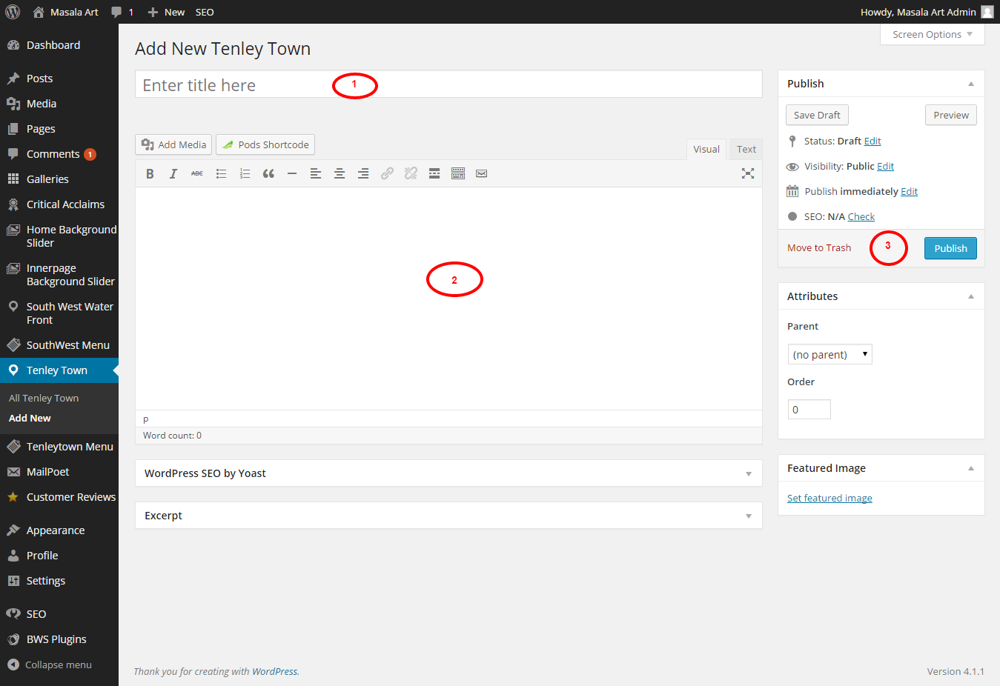 Masala Art
1
New
SEO
Howdy, Masala Art Admin
Screen Options
Dashboard
Posts
Media
Pages
Comments 1
Galleries
Critical Acclaims
Home Background
Slider
Innerpage
Background Slider
South West Water
Front
SouthWest Menu
Tenley Town
All Tenley Town
Add New
Tenleytown Menu
MailPoet
Customer Reviews
Appearance
Profile
Settings
SEO
BWS Plugins
Collapse menu
Add New Tenley Town
Enter title here
1
Add Media
Pods Shortcode
Visual
Text
B I ABC
2
p
Word count: 0
WordPress SEO by Yoast
Excerpt
Publish
Save Draft
Preview
Status: Draft Edit
Visibility: Public Edit
Publish immediately Edit
SEO: N/A Check
Move to Trash
3
Publish
Attributes
Parent
(no parent)
Order
0
Featured Image
Set featured image
Thank you for creating with WordPress.
Version 4.1.1